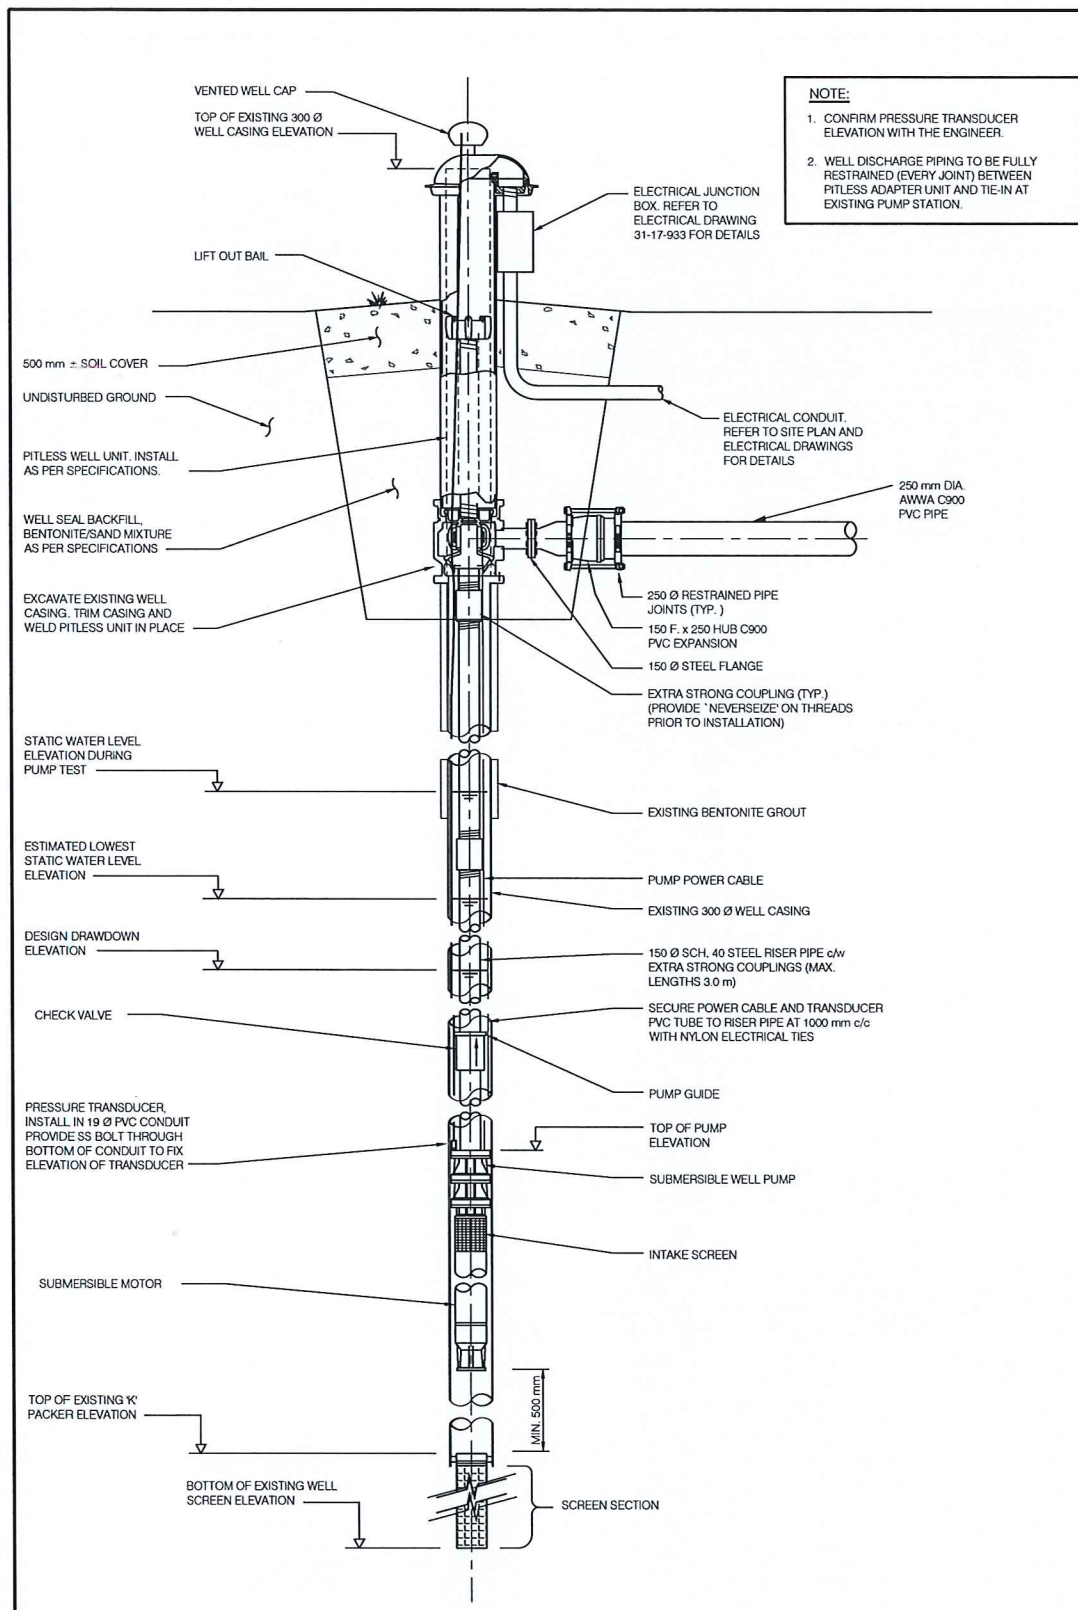 VENTED WELL CAP
TOP OF EXISTING 300 Ø
WELL CASING ELEVATION
NOTE:
1. CONFIRM PRESSURE TRANSDUCER
ELEVATION WITH THE ENGINEER.
2. WELL DISCHARGE PIPING TO BE FULLY
RESTRAINED (EVERY JOINT) BETWEEN
PITLESS ADAPTER UNIT AND TIE-IN AT
EXISTING PUMP STATION.
ELECTRICAL JUNCTION
BOX. REFER TO
ELECTRICAL DRAWING
31-17-933 FOR DETAILS
LIFT OUT BAIL
500 mm ± SOIL COVER
UNDISTURBED GROUND
ELECTRICAL CONDUIT.
REFER TO SITE PLAN AND
ELECTRICAL DRAWINGS
FOR DETAILS
PITLESS WELL UNIT. INSTALL
AS PER SPECIFICATIONS.
250 mm DIA.
AWWA C900
PVC PIPE
WELL SEAL BACKFILL,
BENTONITE/SAND MIXTURE
AS PER SPECIFICATIONS
EXCAVATE EXISTING WELL
CASING. TRIM CASING AND
WELD PITLESS UNIT IN PLACE
250 Ø RESTRAINED PIPE
JOINTS (TYP. )
150 F. x 250 HUB C900
PVC EXPANSION
150 Ø STEEL FLANGE
EXTRA STRONG COUPLING (TYP.)
(PROVIDE `NEVERSEIZE' ON THREADS
PRIOR TO INSTALLATION)
STATIC WATER LEVEL
ELEVATION DURING
PUMP TEST
EXISTING BENTONITE GROUT
ESTIMATED LOWEST
STATIC WATER LEVEL
ELEVATION
PUMP POWER CABLE
EXISTING 300 Ø WELL CASING
DESIGN DRAWDOWN
ELEVATION
150 Ø SCH. 40 STEEL RISER PIPE c/w
EXTRA STRONG COUPLINGS (MAX.
LENGTHS 3.0 m)
CHECK VALVE
SECURE POWER CABLE AND TRANSDUCER
PVC TUBE TO RISER PIPE AT 1000 mm c/c
WITH NYLON ELECTRICAL TIES
PUMP GUIDE
PRESSURE TRANSDUCER,
INSTALL IN 19 Ø PVC CONDUIT
PROVIDE SS BOLT THROUGH
BOTTOM OF CONDUIT TO FIX
ELEVATION OF TRANSDUCER
TOP OF PUMP
ELEVATION
SUBMERSIBLE WELL PUMP
INTAKE SCREEN
SUBMERSIBLE MOTOR
MIN. 500 mm
TOP OF EXISTING 'K'
PACKER ELEVATION
BOTTOM OF EXISTING WELL
SCREEN ELEVATION
SCREEN SECTION